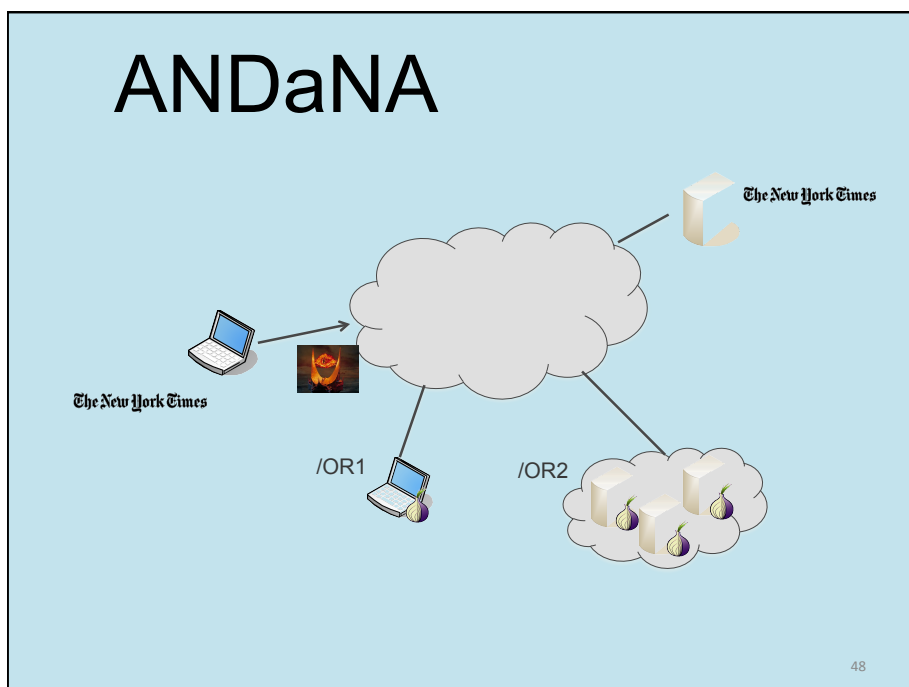 ANDaNA
The New York Times
The New York Times
/OR1
/OR2
48